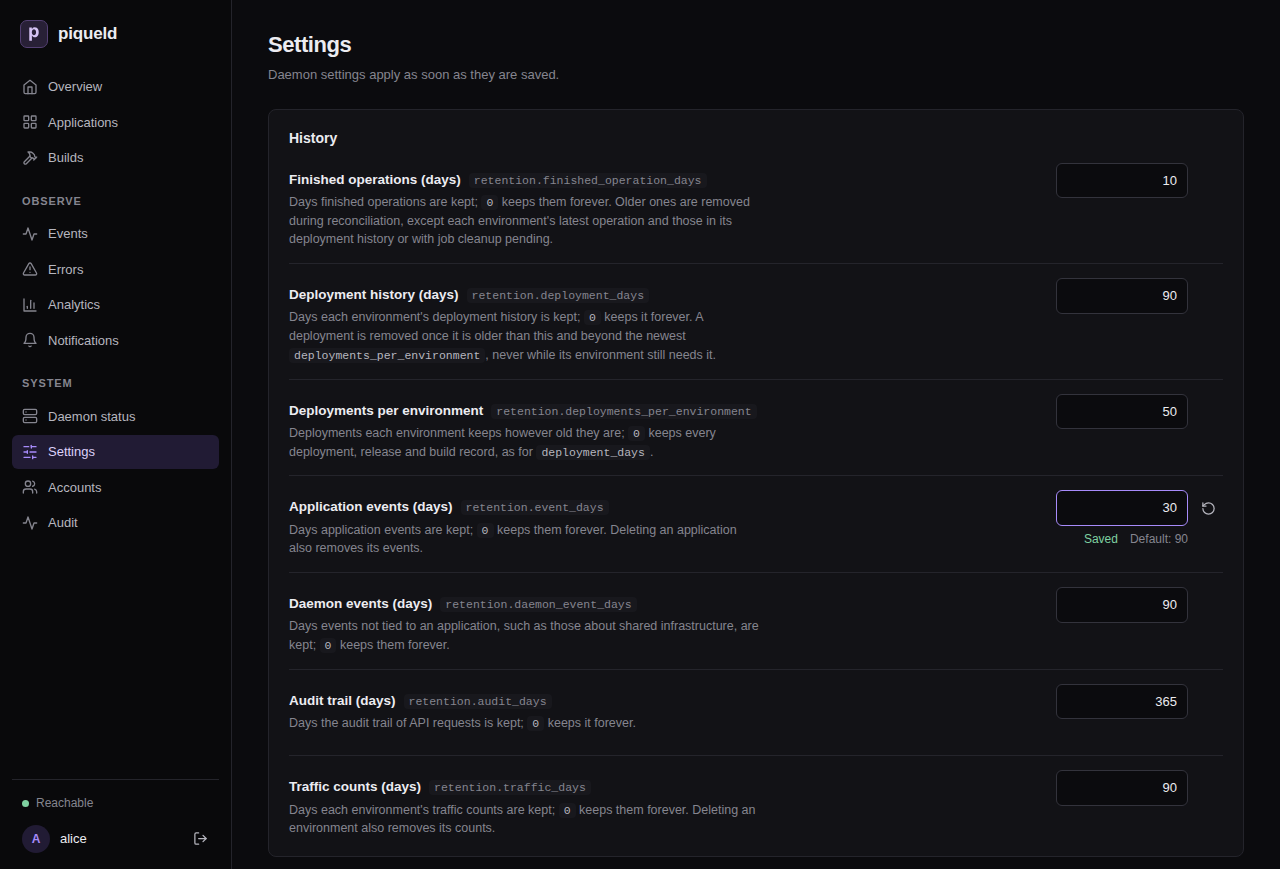 p piqueld
Overview
Applications
Builds
OBSERVE
Events
Errors
Analytics
Notifications
SYSTEM
Daemon status
Settings
Accounts
Audit
Reachable
A alice
Settings
Daemon settings apply as soon as they are saved.
History
Finished operations (days) retention.finished_operation_days 10
Days finished operations are kept; 0 keeps them forever. Older ones are removed
during reconciliation, except each environment's latest operation and those in its
deployment history or with job cleanup pending.
Deployment history (days) retention.deployment_days 90
Days each environment's deployment history is kept; 0 keeps it forever. A
deployment is removed once it is older than this and beyond the newest
deployments_per_environment, never while its environment still needs it.
Deployments per environment retention.deployments_per_environment 50
Deployments each environment keeps however old they are; 0 keeps every
deployment, release and build record, as for deployment_days.
Application events (days) retention.event_days 30
Days application events are kept; 0 keeps them forever. Deleting an application
also removes its events.
Saved Default: 90
Daemon events (days) retention.daemon_event_days 90
Days events not tied to an application, such as those about shared infrastructure, are
kept; 0 keeps them forever.
Audit trail (days) retention.audit_days 365
Days the audit trail of API requests is kept; 0 keeps it forever.
Traffic counts (days) retention.traffic_days 90
Days each environment's traffic counts are kept; 0 keeps them forever. Deleting an
environment also removes its counts.